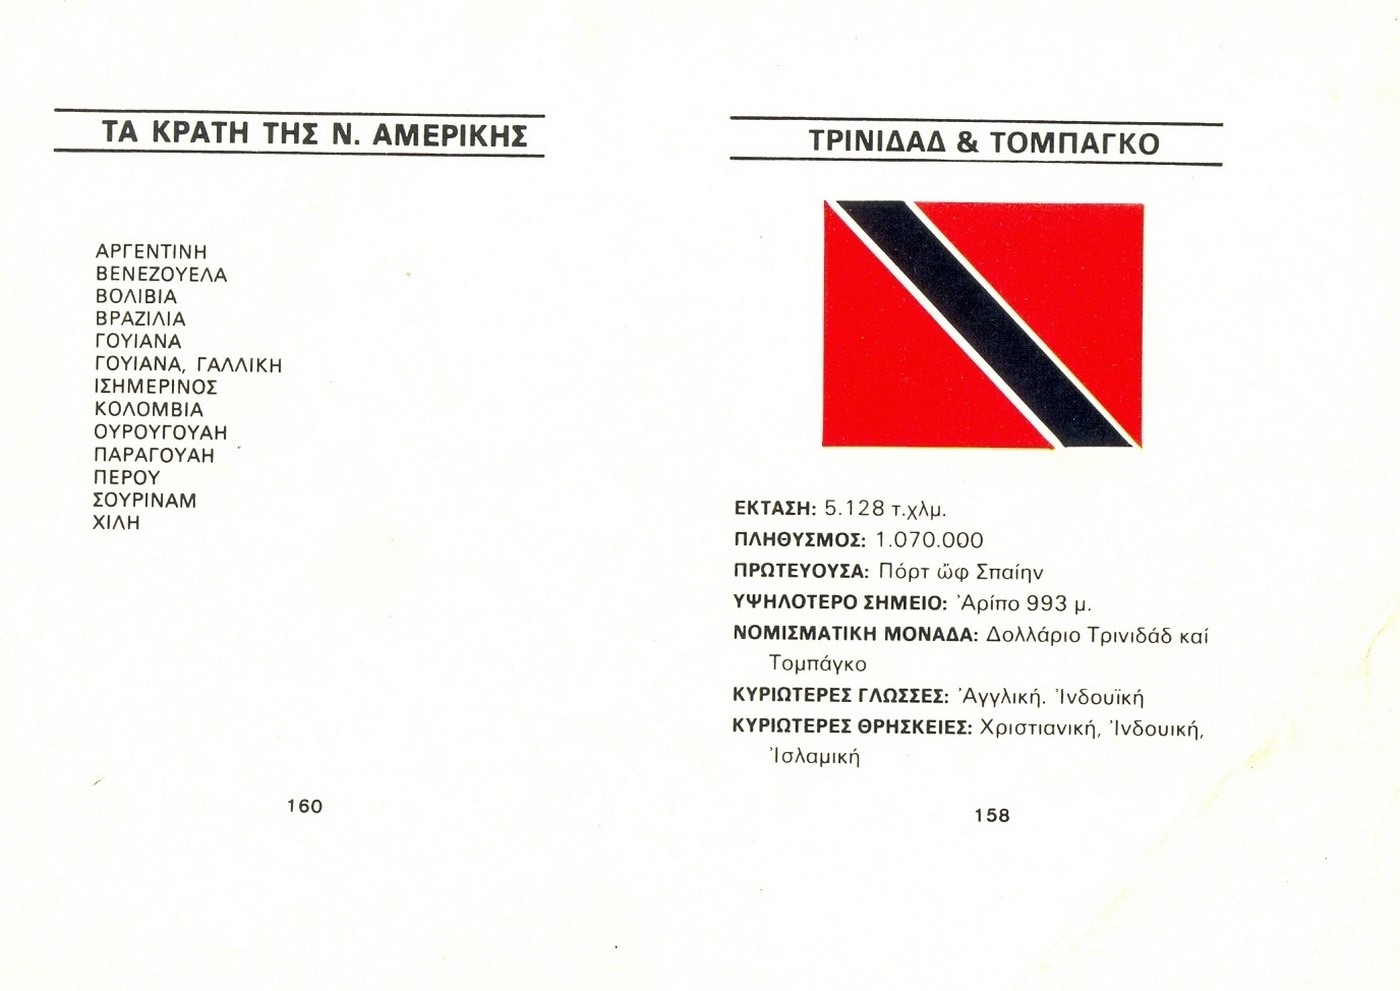 ΤΑ ΚΡΑΤΗ ΤΗΣ Ν. ΑΜΕΡΙΚΗΣ
ΑΡΓΕΝΤΙΝΗ
ΒΕΝΕΖΟΥΕΛΑ
ΒΟΛΙΒΙΑ
ΒΡΑΖΙΛΙΑ
ΓΟΥΙΑΝΑ
ΓΟΥΙΑΝΑ, ΓΑΛΛΙΚΗ
ΙΣΗΜΕΡΙΝΟΣ
ΚΟΛΟΜΒΙΑ
ΟΥΡΟΥΓΟΥΑΗ
ΠΑΡΑΓΟΥΑΗ
ΠΕΡΟΥ
ΣΟΥΡΙΝΑΜ
ΧΙΛΗ
160
ΤΡΙΝΙΔΑΔ & ΤΟΜΠΑΓΚΟ
ΕΚΤΑΣΗ: 5.128 τ.χλμ.
ΠΛΗΘΥΣΜΟΣ: 1.070.000
ΠΡΩΤΕΥΟΥΣΑ: Πόρτ ὤφ Σπαίην
ΥΨΗΛΟΤΕΡΟ ΣΗΜΕΙΟ: Ἀρίπο 993 μ.
ΝΟΜΙΣΜΑΤΙΚΗ ΜΟΝΑΔΑ: Δολλάριο Τρινιδάδ καί
Τομπάγκο
ΚΥΡΙΩΤΕΡΕΣ ΓΛΩΣΣΕΣ: Ἀγγλική. Ἰνδουϊκή
ΚΥΡΙΩΤΕΡΕΣ ΘΡΗΣΚΕΙΕΣ: Χριστιανική, Ἰνδουική,
Ἰσλαμική
158